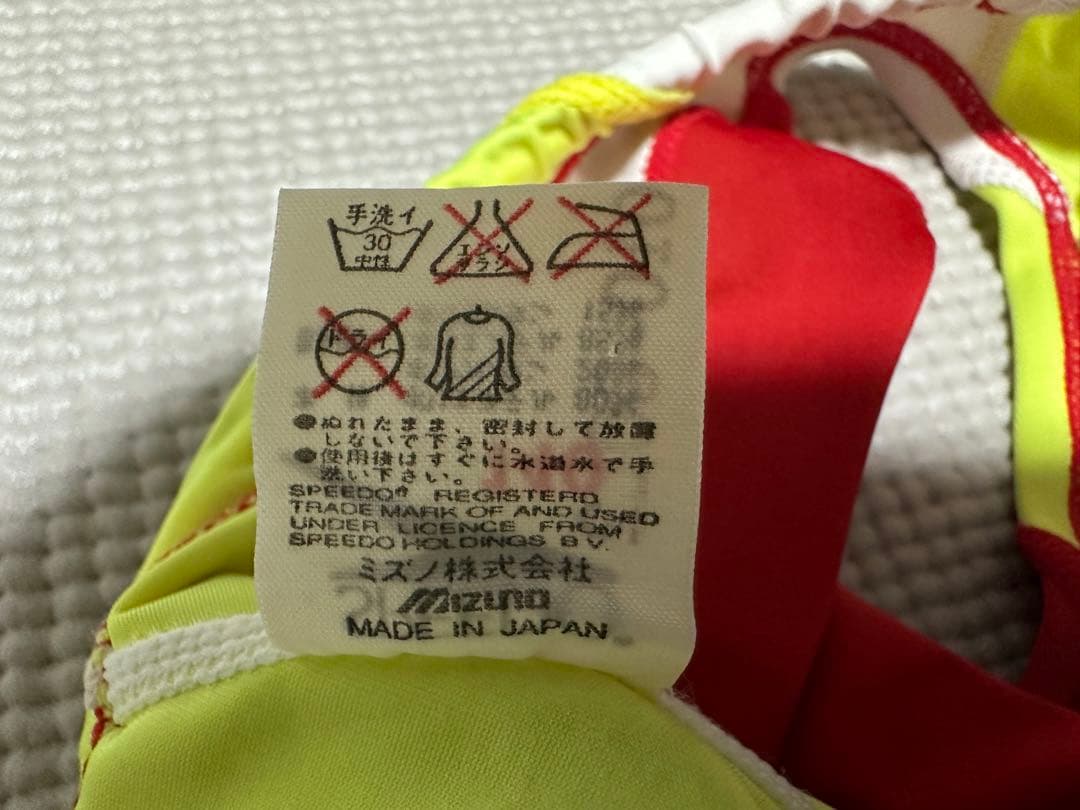 手洗イ
30
中性
エンソ
サラシ
ドライ
●ぬれたまま、密封して放置
しないで下さい。
●使用後はすぐに水道水で手
洗い下さい。
SPEEDO® REGISTERD
TRADE MARK OF AND USED
UNDER LICENCE FROM
SPEEDO HOLDINGS B.V.
ミズノ株式会社
MIZUNO
MADE IN JAPAN